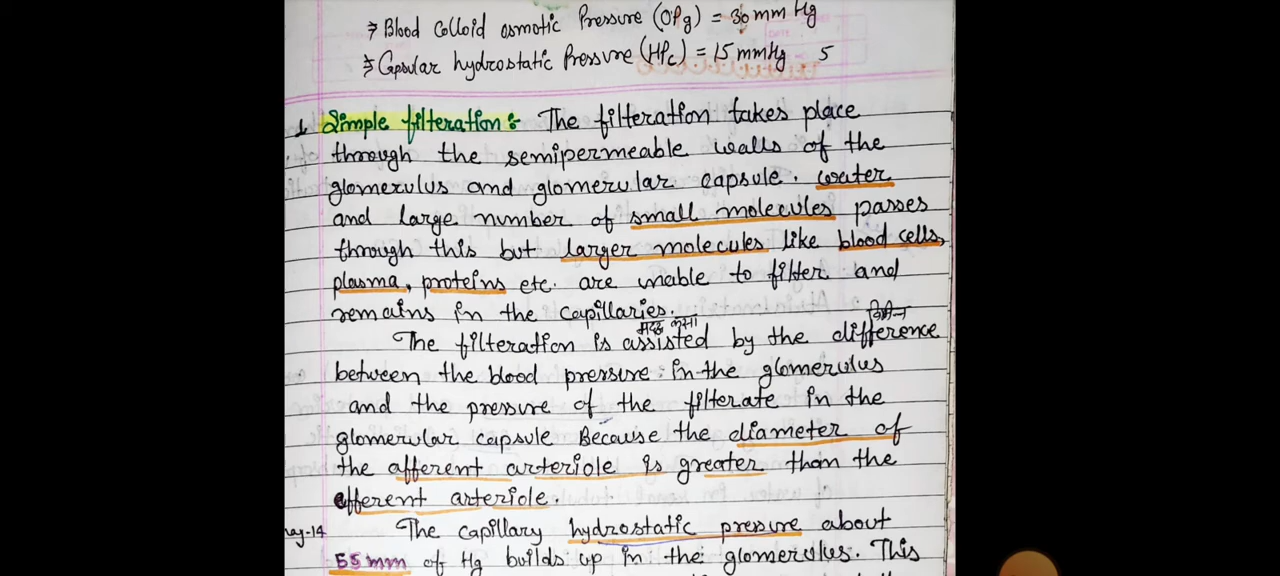 ⇒ Blood Colloid osmotic Pressure (OPg) = 30 mm Hg
⇒ Capsular hydrostatic Pressure (HPc) = 15 mmHg 5
Simple filteration: The filteration takes place
through the semipermeable walls of the
glomerulus and glomerular capsule. water
and large number of small molecules passes
through this but larger molecules like blood cells,
plasma, proteins etc. are unable to filter and
remains in the capillaries.
मदद करना
The filteration is assisted by the difference
between the blood pressure in the glomerulus
and the pressure of the filterate in the
glomerular capsule. Because the diameter of
the afferent arteriole is greater than the
efferent arteriole.
The capillary hydrostatic pressure about
55 mm of Hg builds up in the glomerulus. This